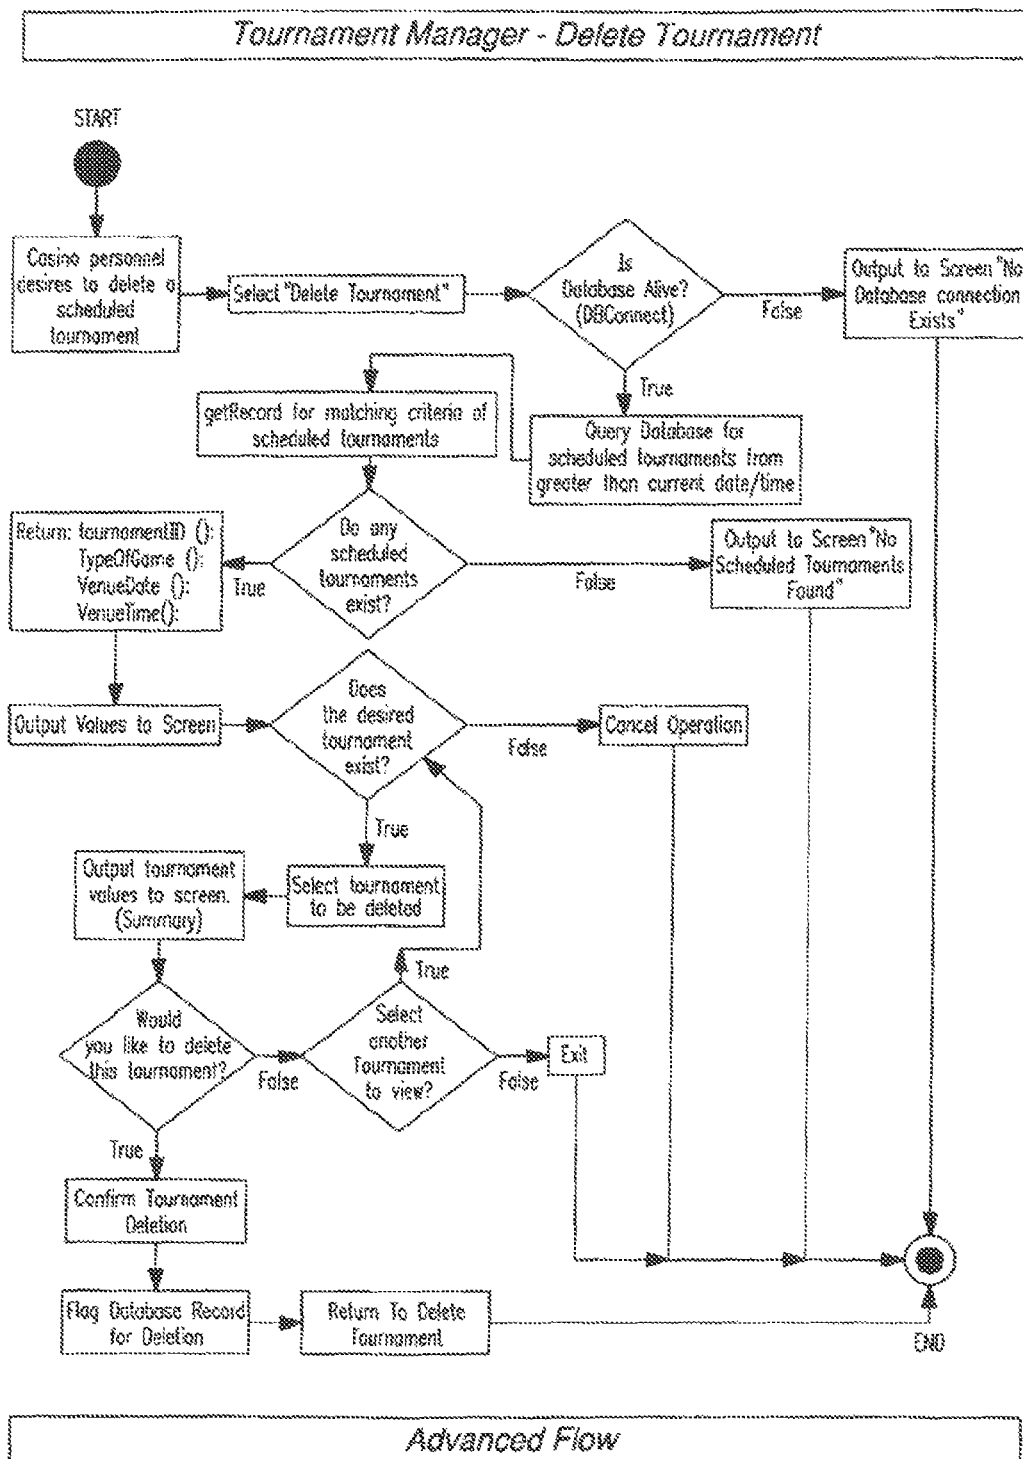 Tournament Manager - Delete Tournament
START
Casino personnel
desires to delete a
scheduled
tournament
Select "Delete Tournament"
Is
Database Alive?
(DBConnect)
False
Output to Screen "No
Database connection
Exists"
True
getRecord for matching criteria of
scheduled tournaments
Query Database for
scheduled tournaments from
greater than current date/time
Return: tournamentID ():
TypeOfGame ():
VenueDate ():
VenueTime():
True
Do any
scheduled
tournaments
exist?
False
Output to Screen "No
Scheduled Tournaments
Found"
Output Values to Screen
Does
the desired
tournament
exist?
False
Cancel Operation
True
Output tournament
values to screen.
(Summary)
Select tournament
to be deleted
True
Would
you like to delete
this tournament?
False
Select
another
Tournament
to view?
False
Exit
True
Confirm Tournament
Deletion
Flag Database Record
for Deletion
Return To Delete
Tournament
END
Advanced Flow